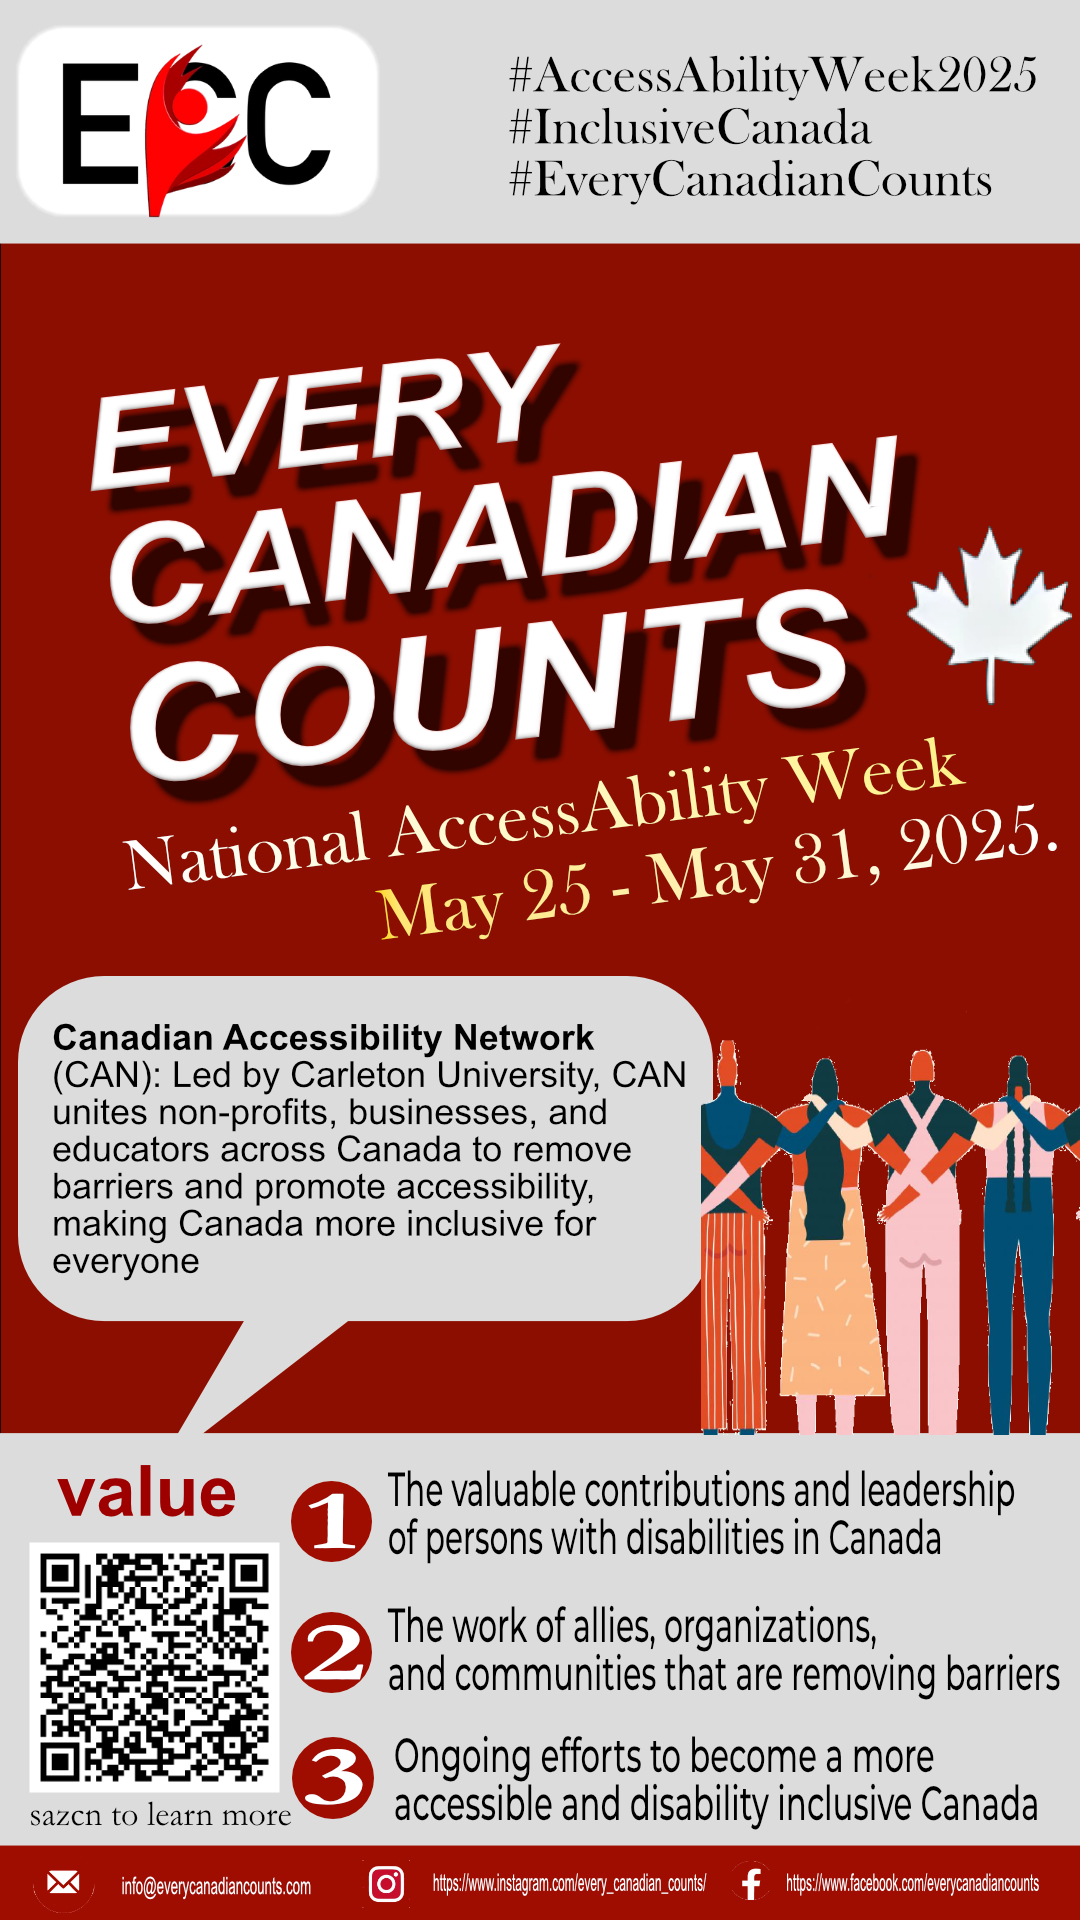 ECC
#AccessAbilityWeek2025
#InclusiveCanada
#EveryCanadianCounts
EVERY
CANADIAN
COUNTS
National AccessAbility Week
May 25 - May 31, 2025.
Canadian Accessibility Network
(CAN): Led by Carleton University, CAN
unites non-profits, businesses, and
educators across Canada to remove
barriers and promote accessibility,
making Canada more inclusive for
everyone
value
sazcn to learn more
1
The valuable contributions and leadership
of persons with disabilities in Canada
2
The work of allies, organizations,
and communities that are removing barriers
3
Ongoing efforts to become a more
accessible and disability inclusive Canada
info@everycanadiancounts.com
https://www.instagram.com/every_canadian_counts/
https://www.facebook.com/everycanadiancounts